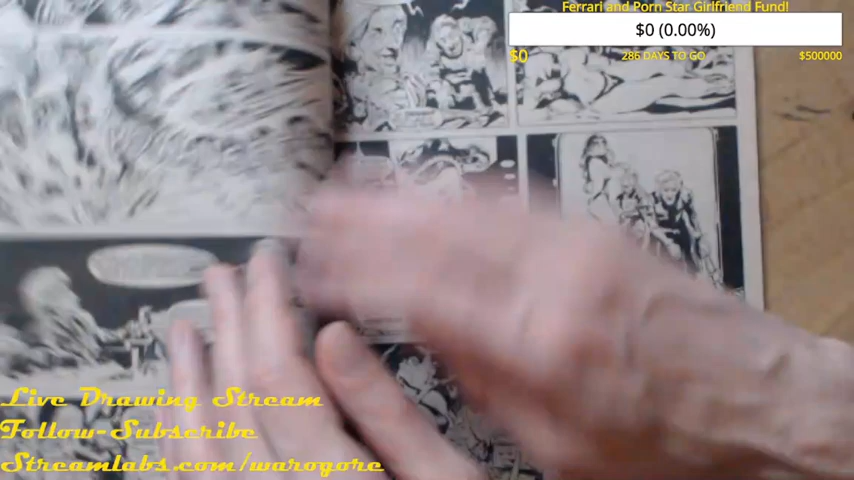 Ferrari and Porn Star Girlfriend Fund!
$0 (0.00%)
$0 286 DAYS TO GO $500000
Live Drawing Stream
Follow-Subscribe
Streamlabs.com/warogore